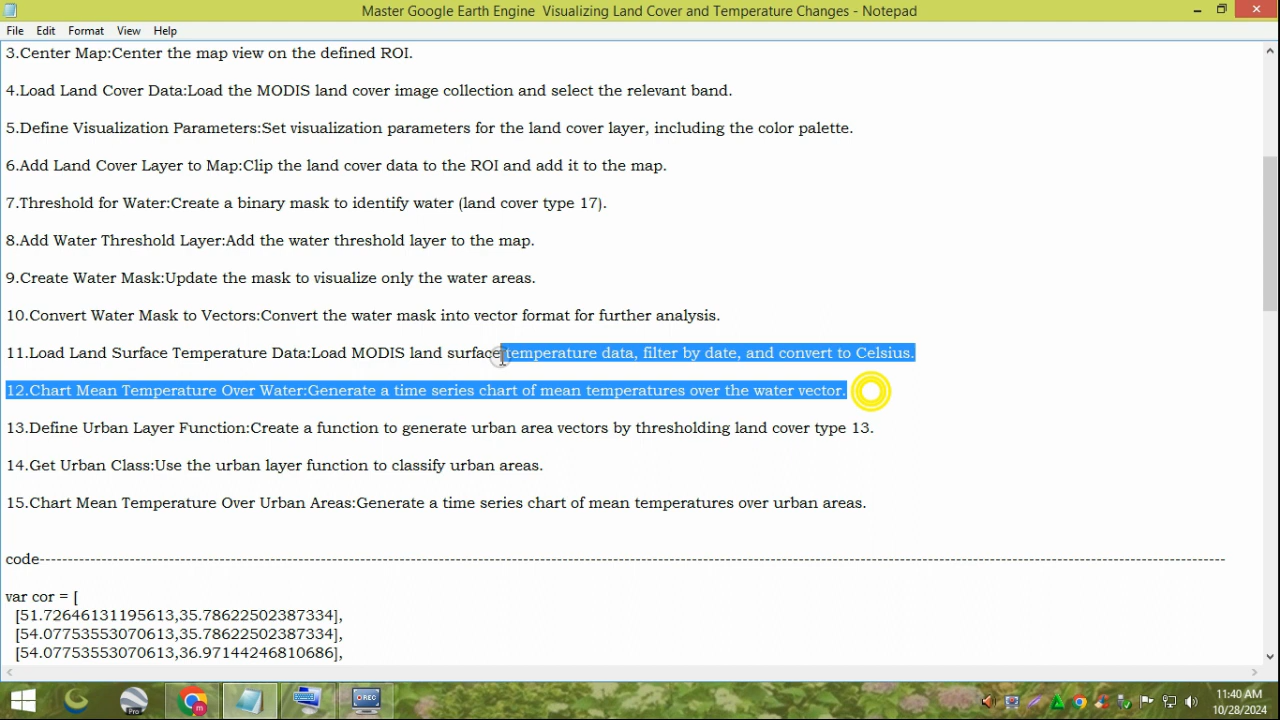 Master Google Earth Engine  Visualizing Land Cover and Temperature Changes - Notepad
File Edit Format View Help
3.Center Map:Center the map view on the defined ROI.
4.Load Land Cover Data:Load the MODIS land cover image collection and select the relevant band.
5.Define Visualization Parameters:Set visualization parameters for the land cover layer, including the color palette.
6.Add Land Cover Layer to Map:Clip the land cover data to the ROI and add it to the map.
7.Threshold for Water:Create a binary mask to identify water (land cover type 17).
8.Add Water Threshold Layer:Add the water threshold layer to the map.
9.Create Water Mask:Update the mask to visualize only the water areas.
10.Convert Water Mask to Vectors:Convert the water mask into vector format for further analysis.
11.Load Land Surface Temperature Data:Load MODIS land surface temperature data, filter by date, and convert to Celsius.
12.Chart Mean Temperature Over Water:Generate a time series chart of mean temperatures over the water vector.
13.Define Urban Layer Function:Create a function to generate urban area vectors by thresholding land cover type 13.
14.Get Urban Class:Use the urban layer function to classify urban areas.
15.Chart Mean Temperature Over Urban Areas:Generate a time series chart of mean temperatures over urban areas.
code-----------------------------------------------------------------------------------------------------------------------------
var cor = [
[51.72646131195613,35.78622502387334],
[54.07753553070613,35.78622502387334],
[54.07753553070613,36.97144246810686],
Pro
m
REC
11:40 AM
10/28/2024